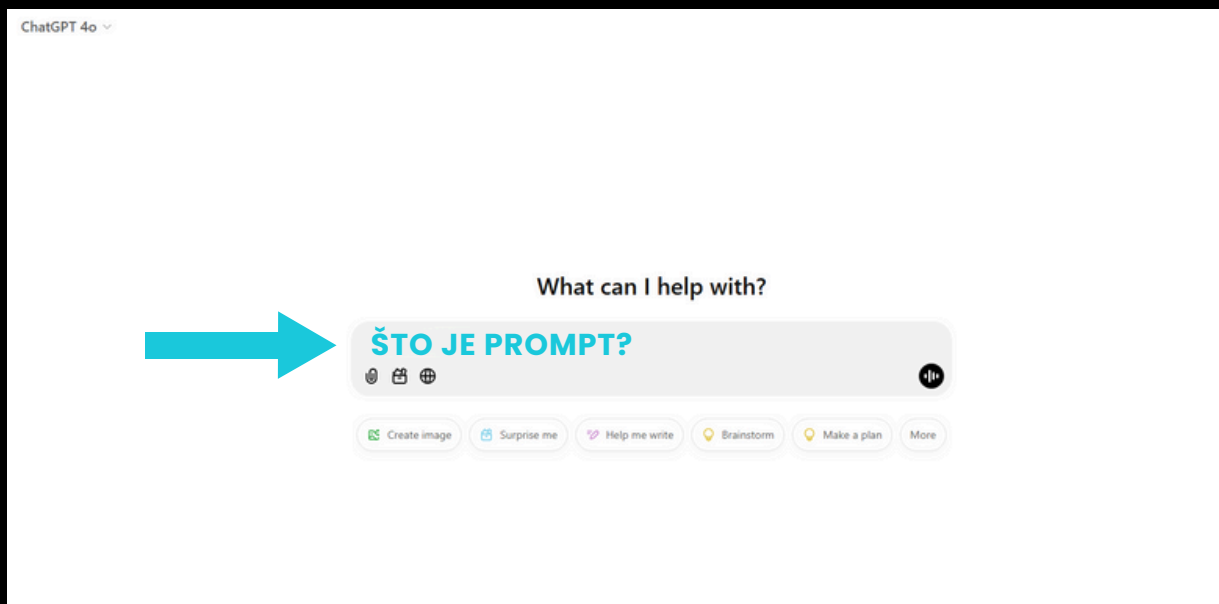 ChatGPT 4o
What can I help with?
ŠTO JE PROMPT?
Create image
Surprise me
Help me write
Brainstorm
Make a plan
More